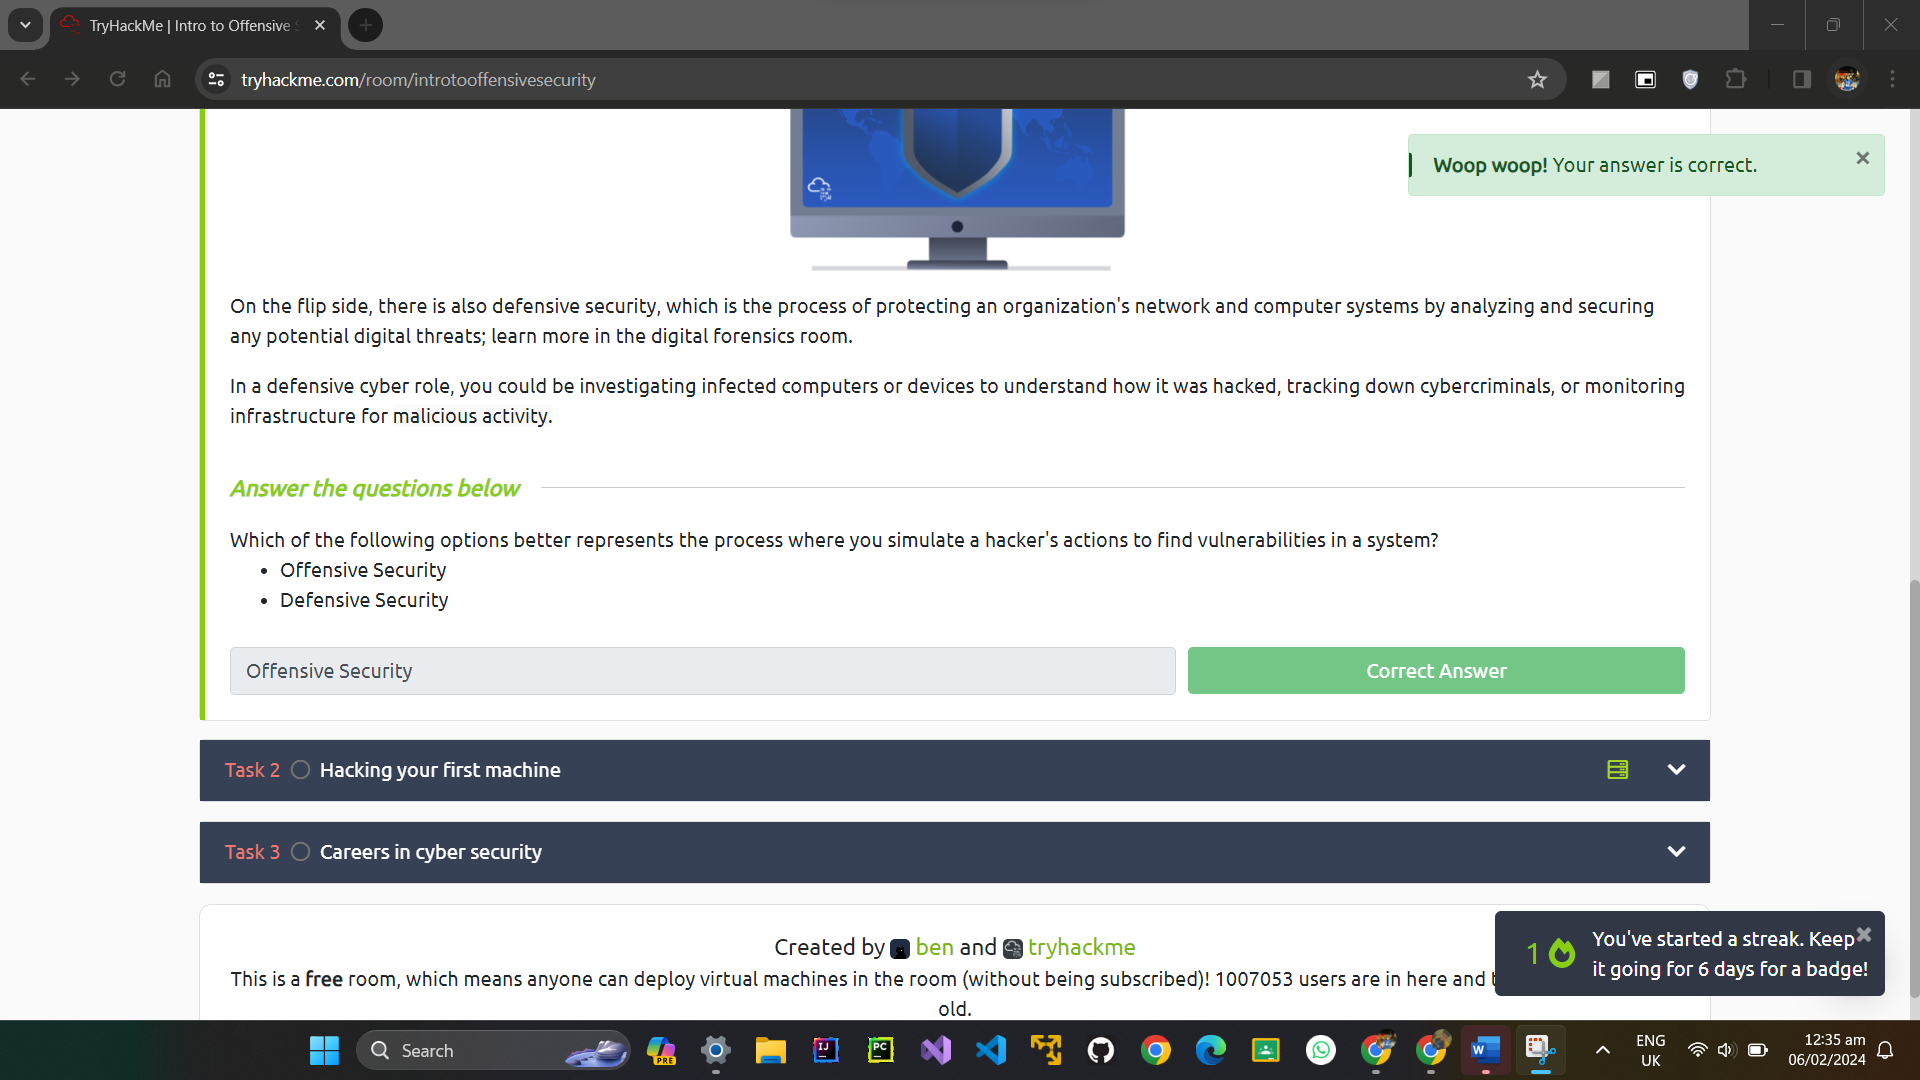 TryHackMe | Intro to Offensive
tryhackme.com/room/introtooffensivesecurity
Woop woop! Your answer is correct.
On the flip side, there is also defensive security, which is the process of protecting an organization's network and computer systems by analyzing and securing
any potential digital threats; learn more in the digital forensics room.
In a defensive cyber role, you could be investigating infected computers or devices to understand how it was hacked, tracking down cybercriminals, or monitoring
infrastructure for malicious activity.
Answer the questions below
Which of the following options better represents the process where you simulate a hacker's actions to find vulnerabilities in a system?
• Offensive Security
• Defensive Security
Offensive Security
Correct Answer
Task 2 Hacking your first machine
Task 3 Careers in cyber security
Created by ben and tryhackme
This is a free room, which means anyone can deploy virtual machines in the room (without being subscribed)! 1007053 users are in here and
old.
1 You've started a streak. Keep
it going for 6 days for a badge!
Search
PRE
IJ
PC
W
ENG
UK
12:35 am
06/02/2024